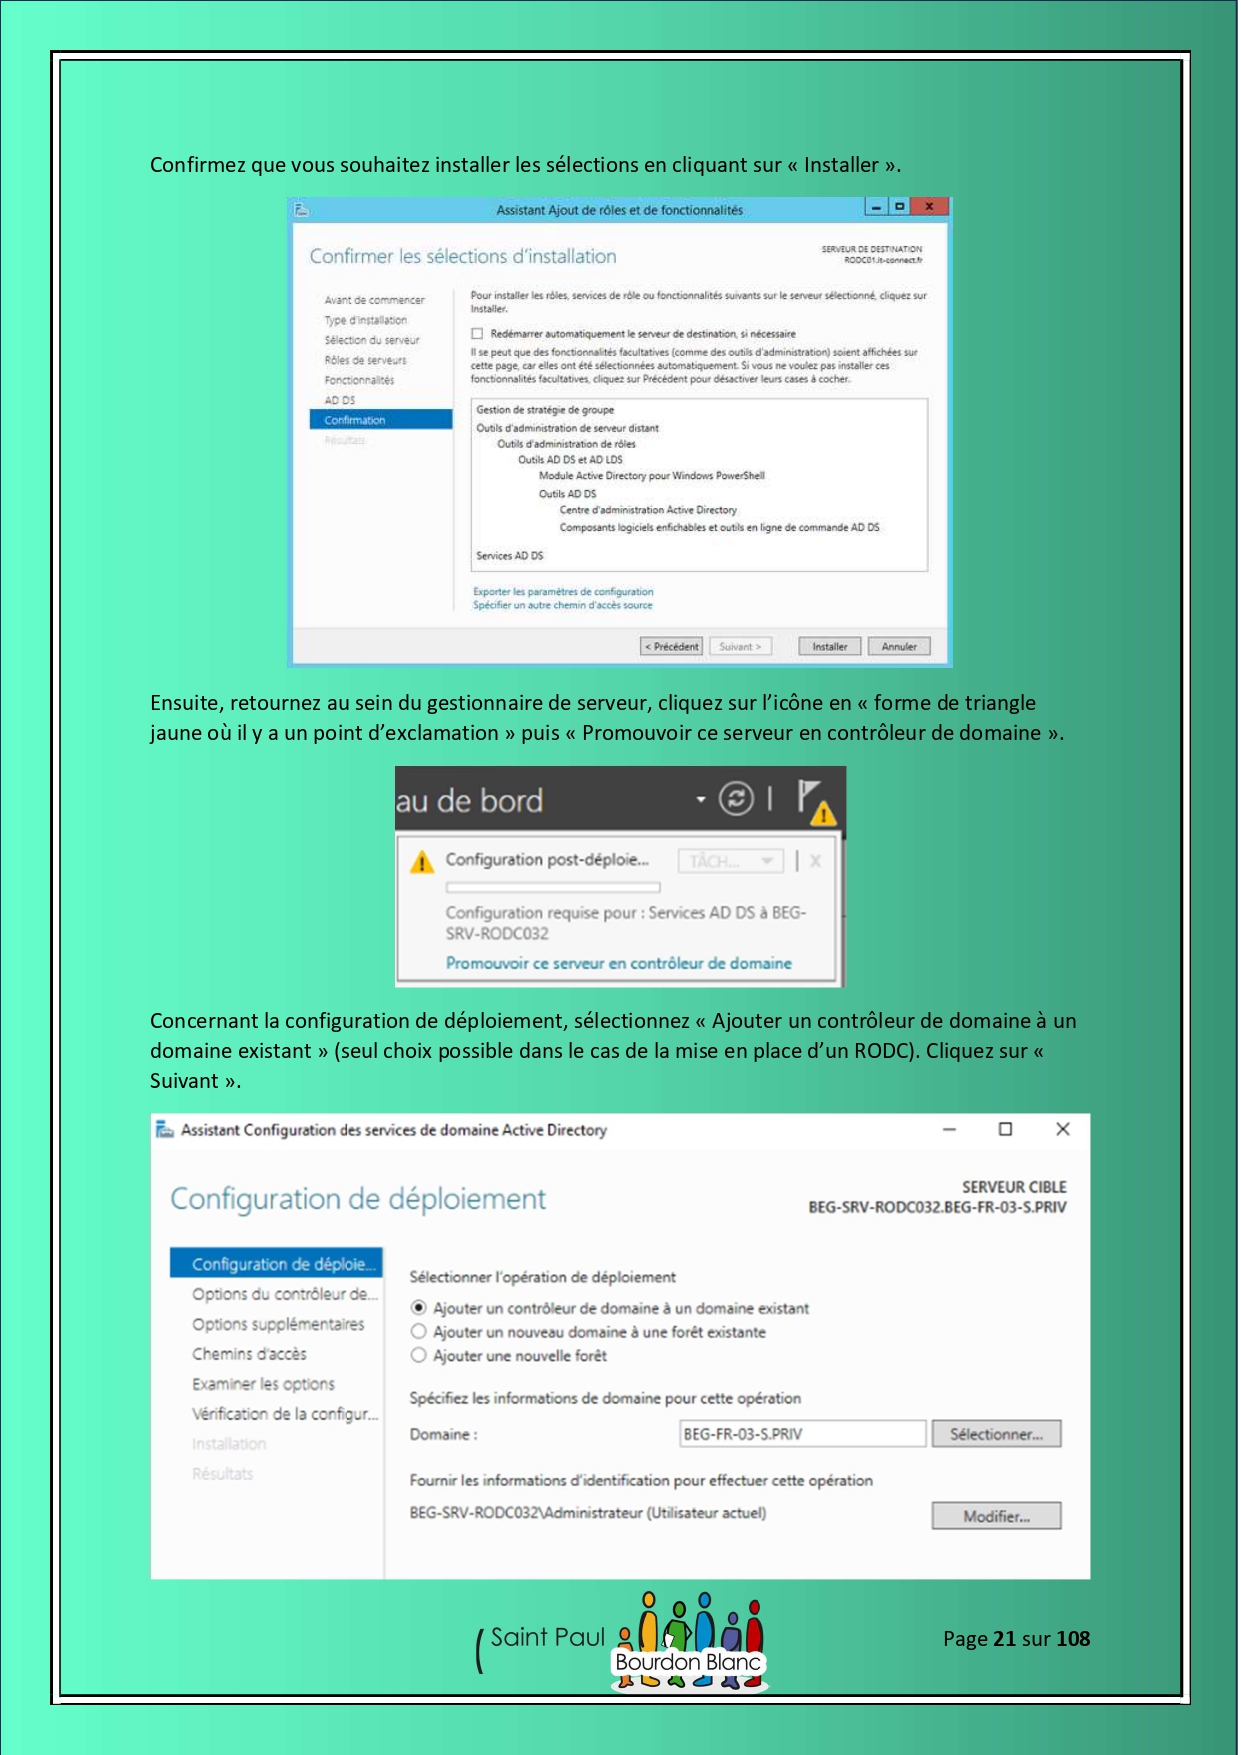 Confirmez que vous souhaitez installer les sélections en cliquant sur « Installer ».
Assistant Ajout de rôles et de fonctionnalités
Confirmer les sélections d'installation
SERVEUR DE DESTINATION
RODC01.it-connect.fr
Avant de commencer
Type d'installation
Sélection du serveur
Rôles de serveurs
Fonctionnalités
AD DS
Confirmation
Résultats
Pour installer les rôles, services de rôle ou fonctionnalités suivants sur le serveur sélectionné, cliquez sur
Installer.
Redémarrer automatiquement le serveur de destination, si nécessaire
Il se peut que des fonctionnalités facultatives (comme des outils d'administration) soient affichées sur
cette page, car elles ont été sélectionnées automatiquement. Si vous ne voulez pas installer ces
fonctionnalités facultatives, cliquez sur Précédent pour désactiver leurs cases à cocher.
Gestion de stratégie de groupe
Outils d'administration de serveur distant
Outils d'administration de rôles
Outils AD DS et AD LDS
Module Active Directory pour Windows PowerShell
Outils AD DS
Centre d'administration Active Directory
Composants logiciels enfichables et outils en ligne de commande AD DS
Services AD DS
Exporter les paramètres de configuration
Spécifier un autre chemin d'accès source
< Précédent
Suivant >
Installer
Annuler
Ensuite, retournez au sein du gestionnaire de serveur, cliquez sur l'icône en « forme de triangle
jaune où il y a un point d'exclamation » puis « Promouvoir ce serveur en contrôleur de domaine ».
au de bord
Configuration post-déploie...
TÂCH...
X
Configuration requise pour : Services AD DS à BEG-
SRV-RODC032
Promouvoir ce serveur en contrôleur de domaine
Concernant la configuration de déploiement, sélectionnez « Ajouter un contrôleur de domaine à un
domaine existant » (seul choix possible dans le cas de la mise en place d'un RODC). Cliquez sur «
Suivant ».
Assistant Configuration des services de domaine Active Directory
Configuration de déploiement
SERVEUR CIBLE
BEG-SRV-RODC032.BEG-FR-03-S.PRIV
Configuration de déploie...
Options du contrôleur de...
Options supplémentaires
Chemins d'accès
Examiner les options
Vérification de la configur...
Installation
Résultats
Sélectionner l'opération de déploiement
Ajouter un contrôleur de domaine à un domaine existant
Ajouter un nouveau domaine à une forêt existante
Ajouter une nouvelle forêt
Spécifiez les informations de domaine pour cette opération
Domaine :
BEG-FR-03-S.PRIV
Sélectionner...
Fournir les informations d'identification pour effectuer cette opération
BEG-SRV-RODC032\Administrateur (Utilisateur actuel)
Modifier...
Saint Paul
Bourdon Blanc
Page 21 sur 108